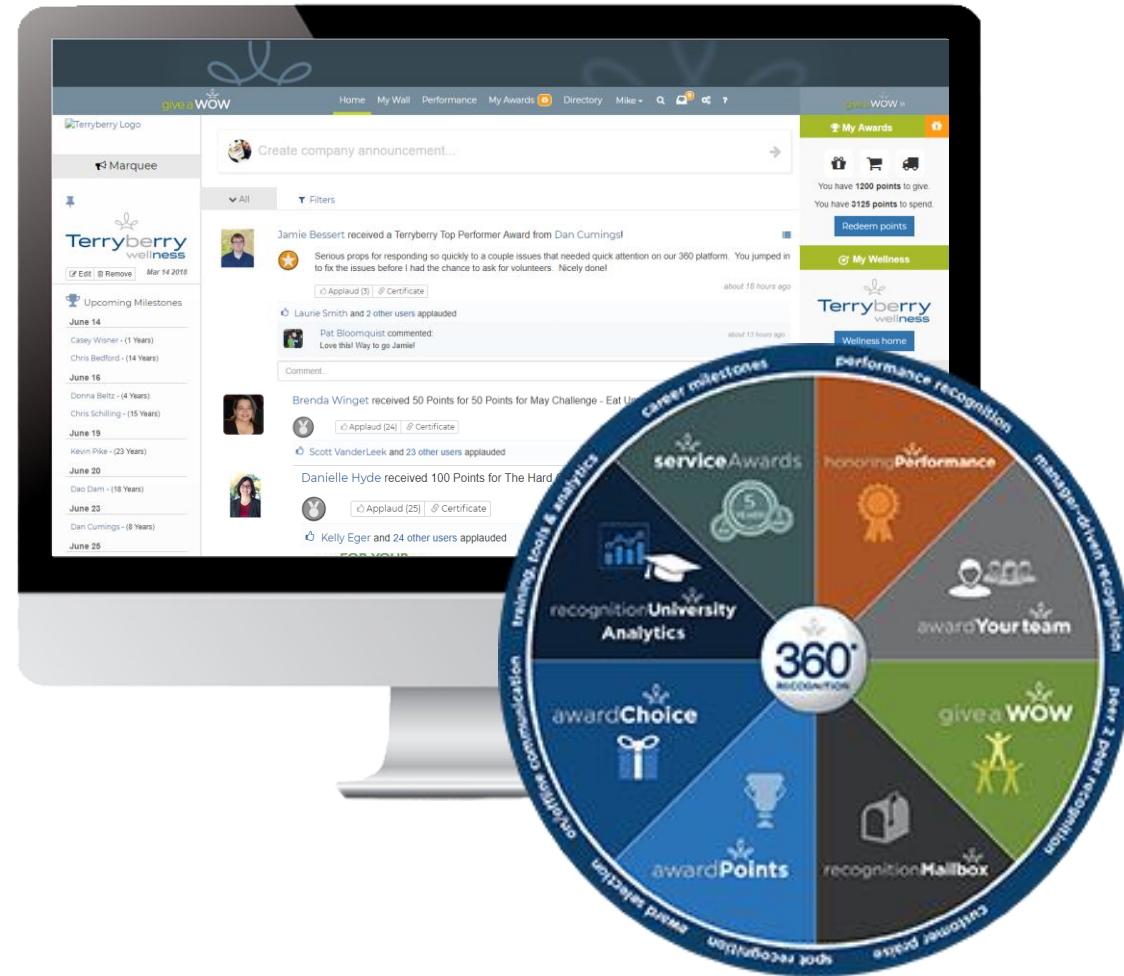 give a WOW
Home My Wall Performance My Awards Directory Mike ?
give a WOW »
Terryberry Logo
Marquee
Terryberry
wellness
Edit Remove Mar 14 2018
Upcoming Milestones
June 14
Casey Wisner - (1 Years)
Chris Bedford - (14 Years)
June 16
Donna Beltz - (4 Years)
Chris Schilling - (15 Years)
June 19
Kevin Pike - (23 Years)
June 20
Dao Dam - (18 Years)
June 23
Dan Cumings - (8 Years)
June 25
Create company announcement...
All Filters
Jamie Bessert received a Terryberry Top Performer Award from Dan Cumings!
Serious props for responding so quickly to a couple issues that needed quick attention on our 360 platform. You jumped in
to fix the issues before I had the chance to ask for volunteers. Nicely done!
Applaud (3) Certificate
about 18 hours ago
Laurie Smith and 2 other users applauded
Pat Bloomquist commented:
about 13 hours ago
Love this! Way to go Jamie!
Comment...
Brenda Winget received 50 Points for 50 Points for May Challenge - Eat
Applaud (24) Certificate
Scott VanderLeek and 23 other users applauded
Danielle Hyde received 100 Points for The Hard
Applaud (25) Certificate
Kelly Eger and 24 other users applauded
FOR YOUR
My Awards
You have 1200 points to give.
You have 3125 points to spend.
Redeem points
My Wellness
Terryberry
wellness
Wellness home
career milestones
performance recognition
manager-driven recognition
peer 2 peer recognition
customer praise
spot recognition
award selection
on/offline communication
training, tools & analytics
serviceAwards
5
YEARS
honoringPerformance
awardYourteam
give a WOW
recognitionMailbox
awardPoints
awardChoice
recognitionUniversity
Analytics
360°
RECOGNITION